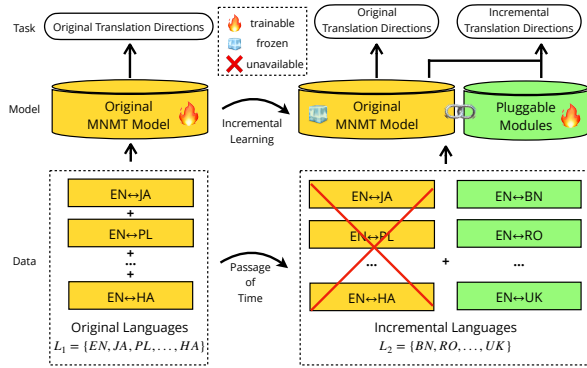 Task
Original Translation Directions
trainable
frozen
unavailable
Original
Translation Directions
Incremental
Translation Directions
Model
Original
MNMT Model
Incremental
Learning
Original
MNMT Model
Pluggable
Modules
Data
EN↔JA
+
EN↔PL
+
...
+
EN↔HA
Original Languages
L₁ = {EN, JA, PL, . . . , HA}
Passage
of
Time
EN↔JA
EN↔PL
...
EN↔HA
+
EN↔BN
EN↔RO
...
EN↔UK
Incremental Languages
L₂ = {BN, RO, . . . , UK}